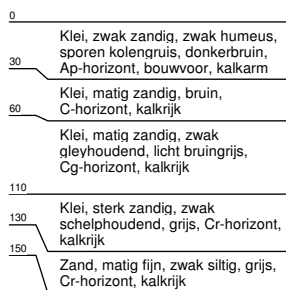 0
Klei, zwak zandig, zwak humeus,
sporen kolengruis, donkerbruin,
Ap-horizont, bouwvoor, kalkarm
30
Klei, matig zandig, bruin,
C-horizont, kalkrijk
60
Klei, matig zandig, zwak
gleyhoudend, licht bruingrijs,
Cg-horizont, kalkrijk
110
Klei, sterk zandig, zwak
schelphoudend, grijs, Cr-horizont,
kalkrijk
130
Zand, matig fijn, zwak siltig, grijs,
Cr-horizont, kalkrijk
150